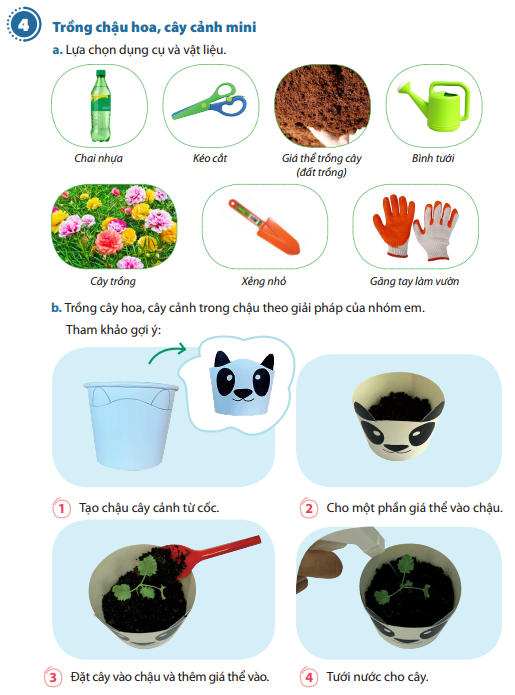 4 Trồng chậu hoa, cây cảnh mini
a. Lựa chọn dụng cụ và vật liệu.
Chai nhựa
Kéo cắt
Giá thể trồng cây
(đất trồng)
Bình tưới
Cây trồng
Xẻng nhỏ
Găng tay làm vườn
b. Trồng cây hoa, cây cảnh trong chậu theo giải pháp của nhóm em.
Tham khảo gợi ý:
1 Tạo chậu cây cảnh từ cốc.
2 Cho một phần giá thể vào chậu.
3 Đặt cây vào chậu và thêm giá thể vào.
4 Tưới nước cho cây.